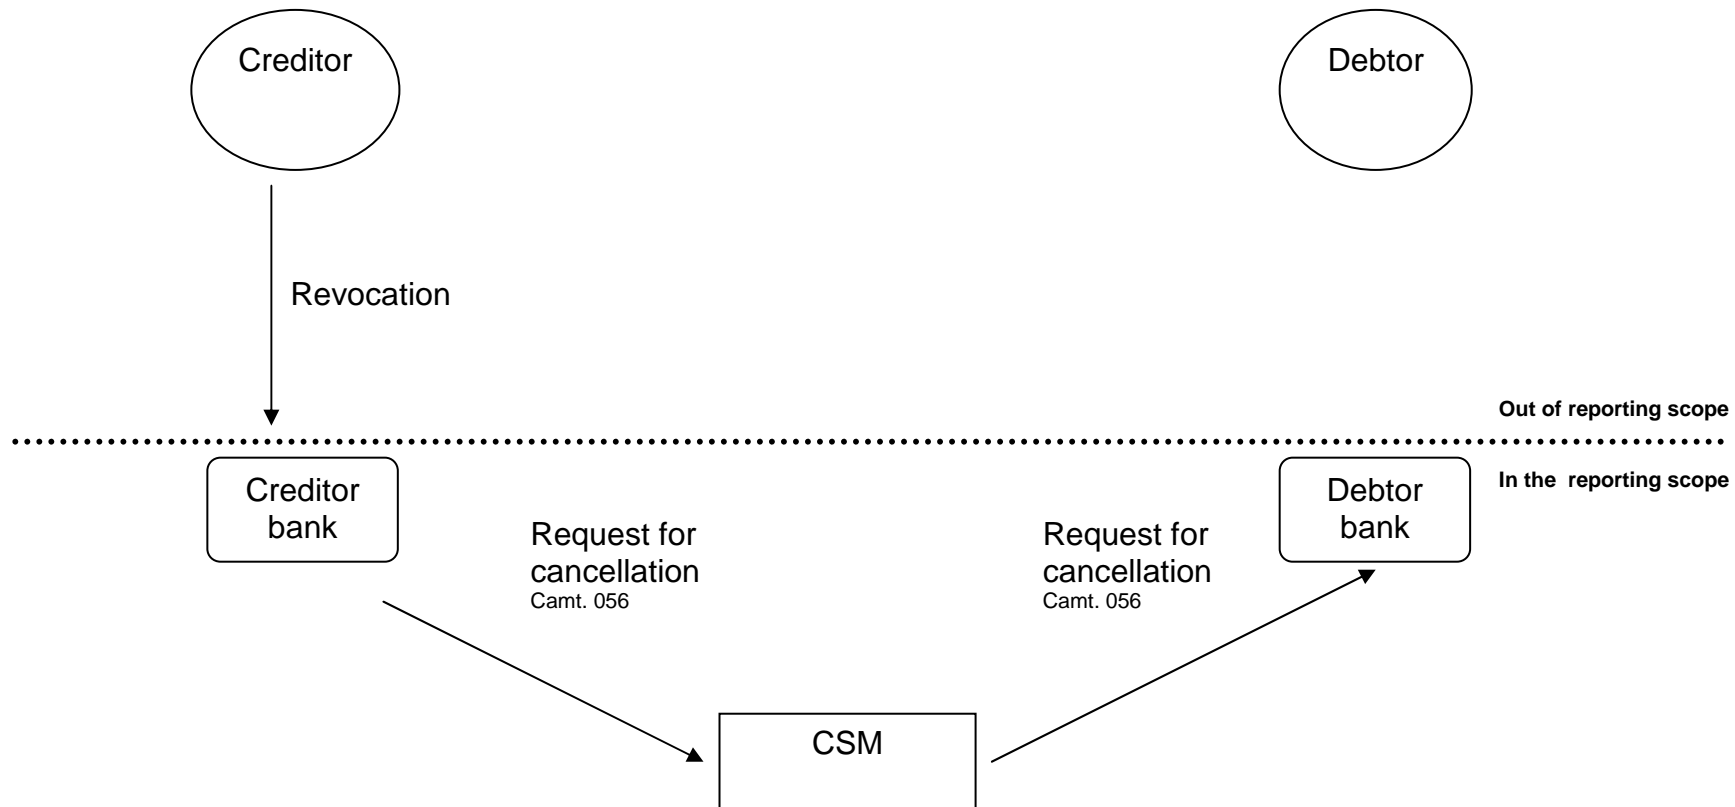 Creditor
Debtor
Revocation
Out of reporting scope
Creditor
bank
Debtor
bank
In the  reporting scope
Request for
cancellation
Camt. 056
Request for
cancellation
Camt. 056
CSM